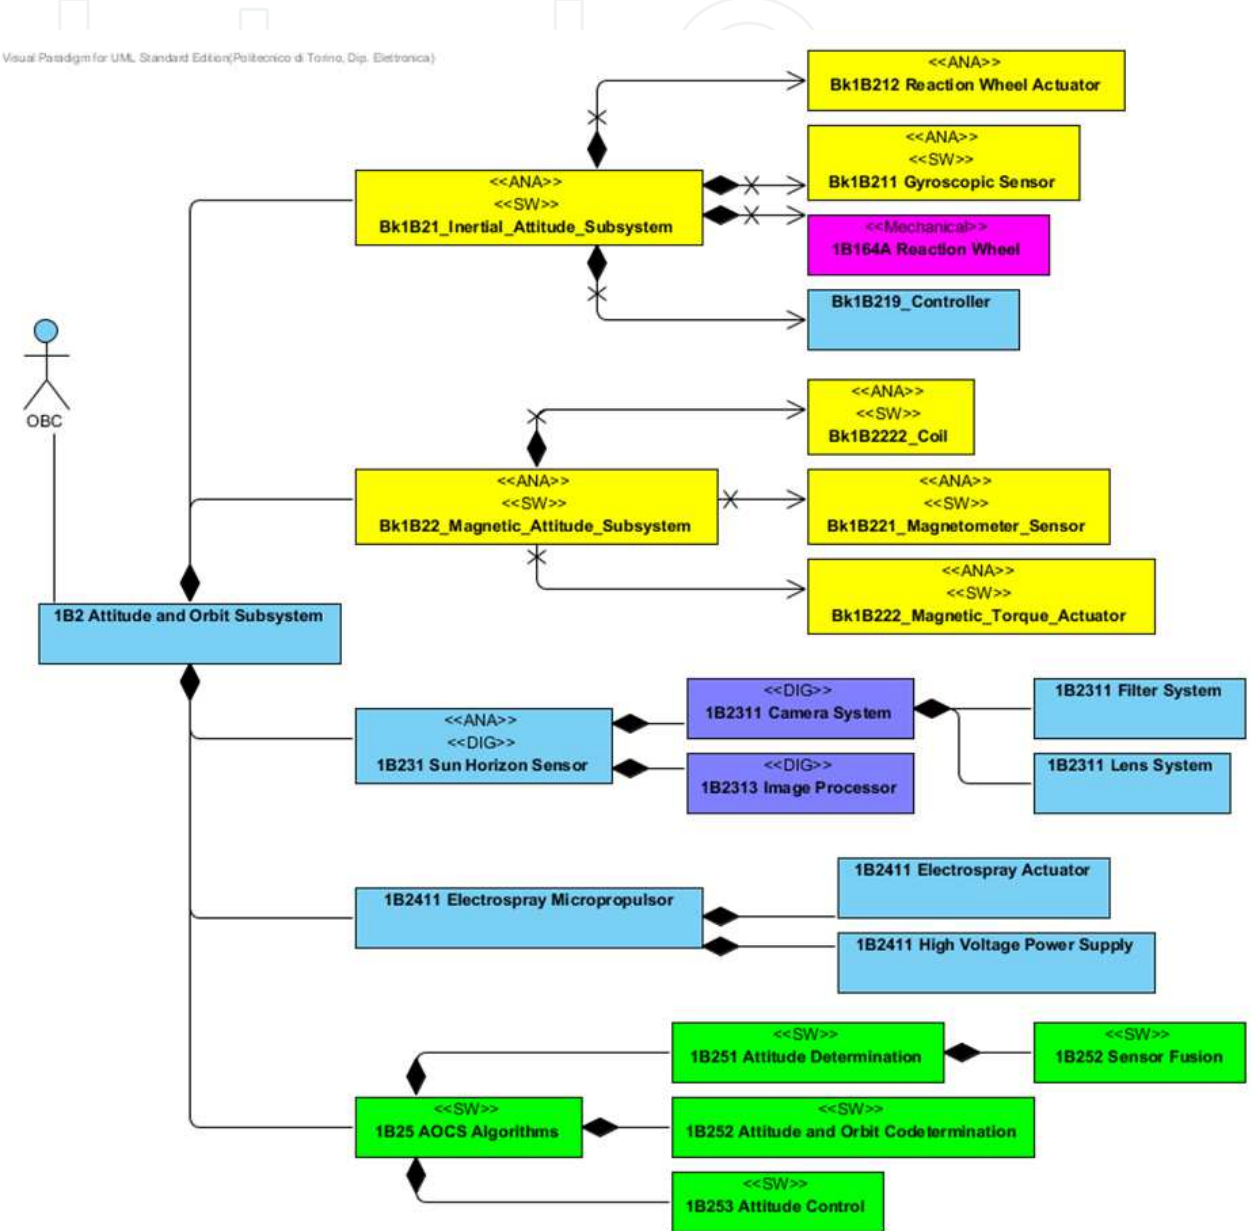 Visual Paradigm for UML Standard Edition(Politecnico di Torino, Dip. Elettronica)
<<ANA>>
Bk1B212 Reaction Wheel Actuator
<<ANA>>
<<SW>>
Bk1B211 Gyroscopic Sensor
<<ANA>>
<<SW>>
Bk1B21_Inertial_Attitude_Subsystem
<<Mechanical>>
1B164A Reaction Wheel
Bk1B219_Controller
OBC
<<ANA>>
<<SW>>
Bk1B2222_Coil
<<ANA>>
<<SW>>
Bk1B22_Magnetic_Attitude_Subsystem
<<ANA>>
<<SW>>
Bk1B221_Magnetometer_Sensor
<<ANA>>
<<SW>>
Bk1B222_Magnetic_Torque_Actuator
1B2 Attitude and Orbit Subsystem
<<ANA>>
<<DIG>>
1B231 Sun Horizon Sensor
<<DIG>>
1B2311 Camera System
1B2311 Filter System
<<DIG>>
1B2313 Image Processor
1B2311 Lens System
1B2411 Electrospray Micropropulsor
1B2411 Electrospray Actuator
1B2411 High Voltage Power Supply
<<SW>>
1B251 Attitude Determination
<<SW>>
1B252 Sensor Fusion
<<SW>>
1B25 AOCS Algorithms
<<SW>>
1B252 Attitude and Orbit Codetermination
<<SW>>
1B253 Attitude Control